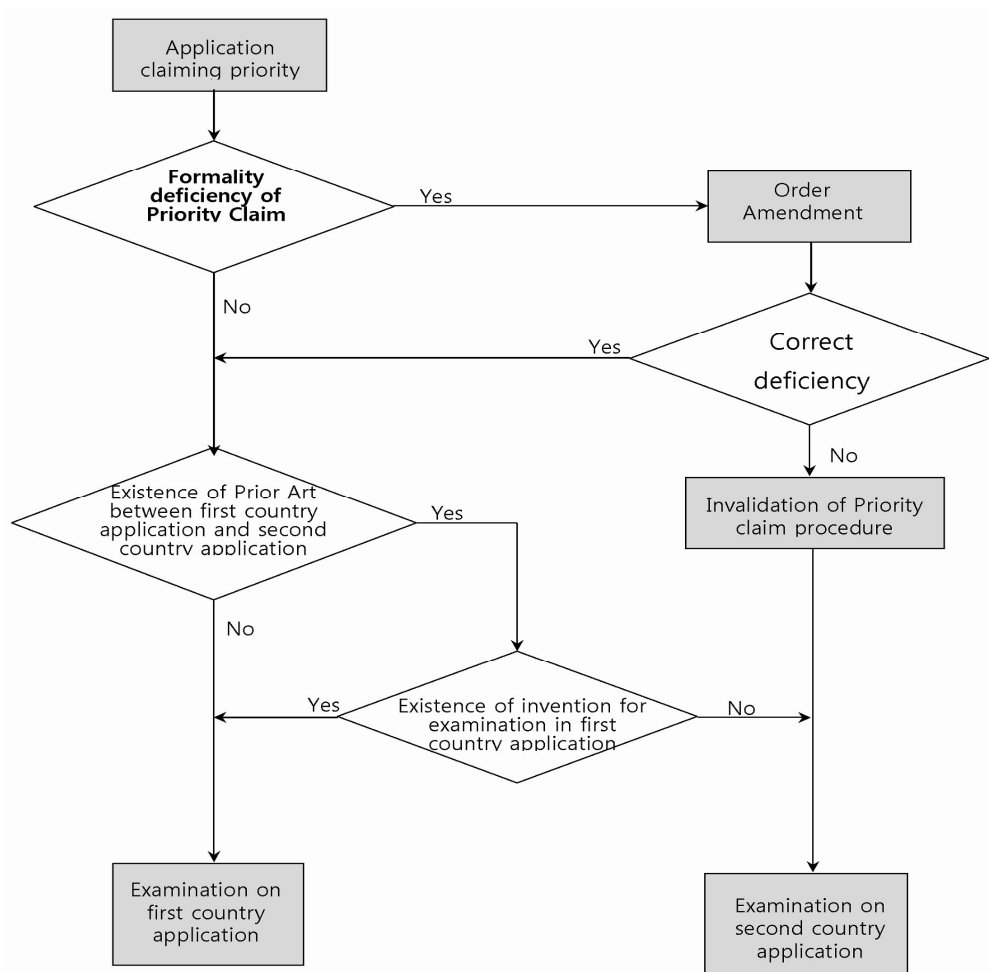 Application
claiming priority
Formality
deficiency of
Priority Claim
Yes
Order
Amendment
No
Yes
Correct
deficiency
No
Existence of Prior Art
between first country
application and second
country application
Yes
Invalidation of Priority
claim procedure
No
Yes
Existence of invention for
examination in first
country application
No
Examination on
first country
application
Examination on
second country
application